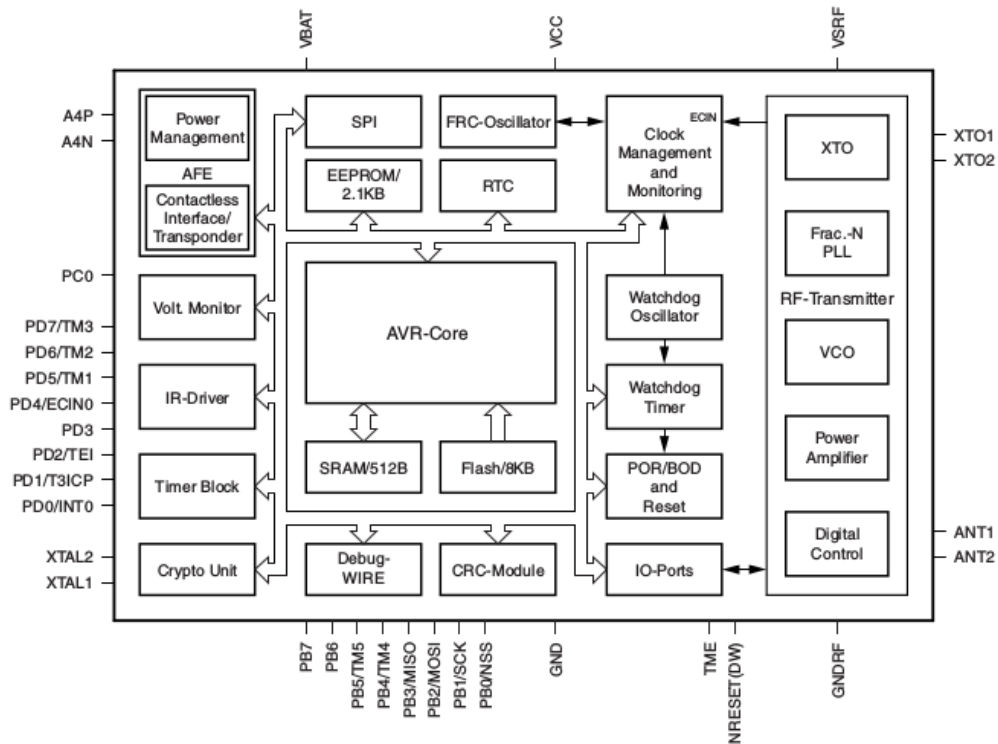 VBAT
VCC
VSRF
A4P
A4N
PC0
PD7/TM3
PD6/TM2
PD5/TM1
PD4/ECIN0
PD3
PD2/TEI
PD1/T3ICP
PD0/INT0
XTAL2
XTAL1
Power
Management
AFE
Contactless
Interface/
Transponder
Volt. Monitor
IR-Driver
Timer Block
Crypto Unit
SPI
EEPROM/
2.1KB
FRC-Oscillator
RTC
AVR-Core
SRAM/512B
Flash/8KB
Debug-
WIRE
CRC-Module
ECIN
Clock
Management
and
Monitoring
Watchdog
Oscillator
Watchdog
Timer
POR/BOD
and
Reset
IO-Ports
XTO
Frac.-N
PLL
RF-Transmitter
VCO
Power
Amplifier
Digital
Control
XTO1
XTO2
ANT1
ANT2
PB7
PB6
PB5/TM5
PB4/TM4
PB3/MISO
PB2/MOSI
PB1/SCK
PB0/NSS
GND
TME
NRESET(DW)
GNDRF